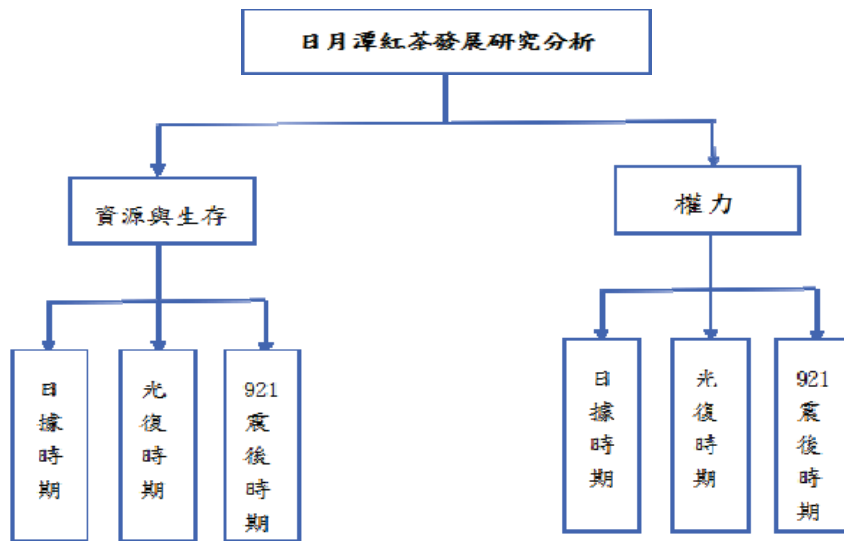 日月潭紅茶發展研究分析
資源與生存
權力
日據時期
光復時期
921震後時期
日據時期
光復時期
921震後時期